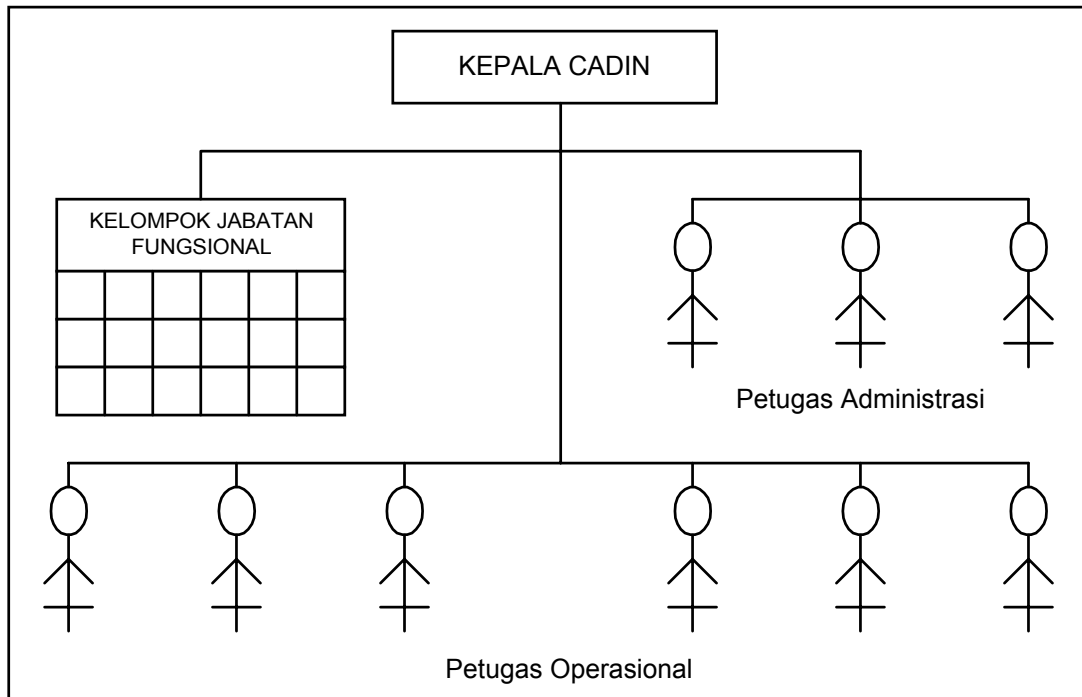 KEPALA CADIN
KELOMPOK JABATAN
FUNGSIONAL
Petugas Administrasi
Petugas Operasional